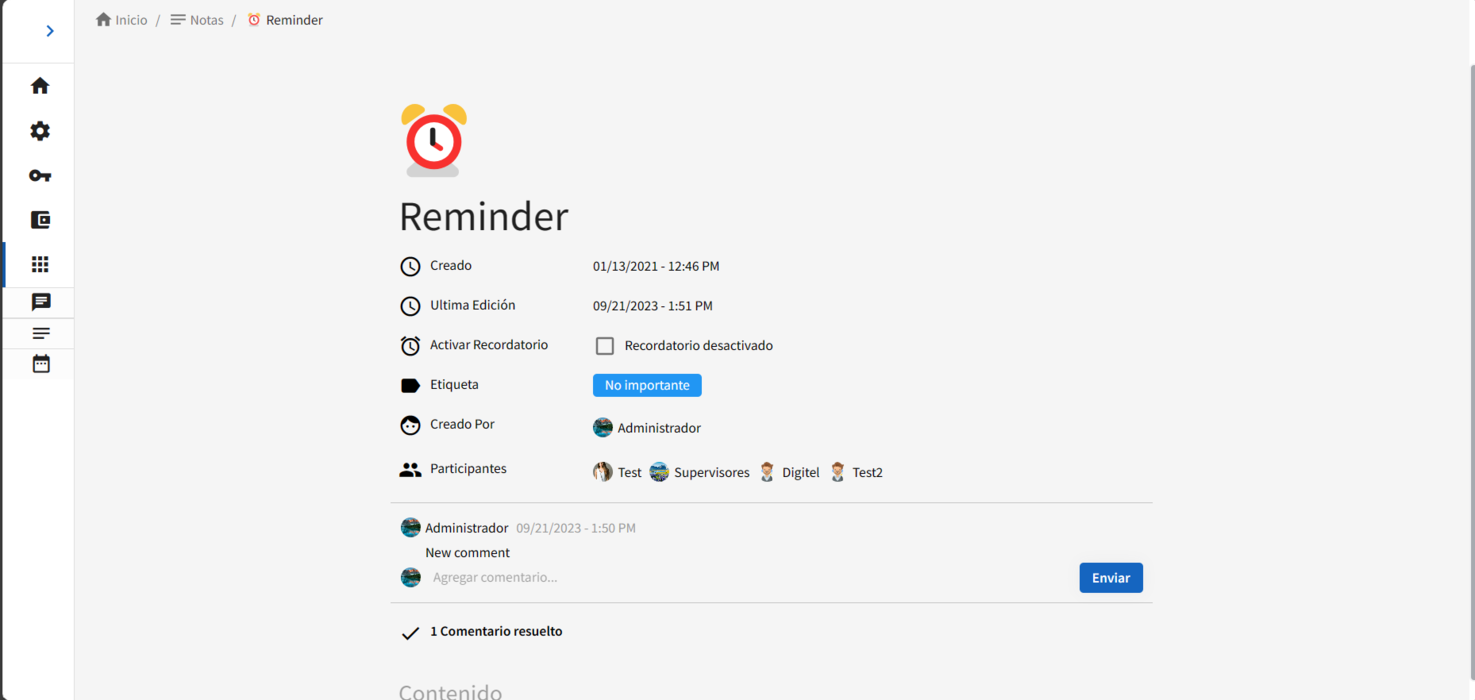 Inicio / Notas / Reminder
Reminder
Creado 01/13/2021 - 12:46 PM
Ultima Edición 09/21/2023 - 1:51 PM
Activar Recordatorio Recordatorio desactivado
Etiqueta No importante
Creado Por Administrador
Participantes Test Supervisores Digitel Test2
Administrador 09/21/2023 - 1:50 PM
New comment
Agregar comentario... Enviar
1 Comentario resuelto
Contenido